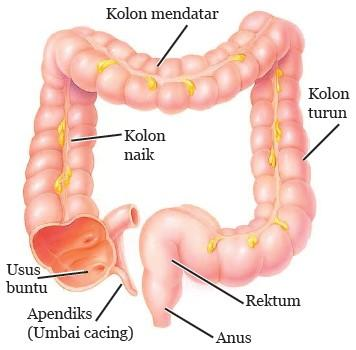 Kolon mendatar
Kolon
turun
Kolon
naik
Usus
buntu
Apendiks
(Umbai cacing)
Rektum
Anus